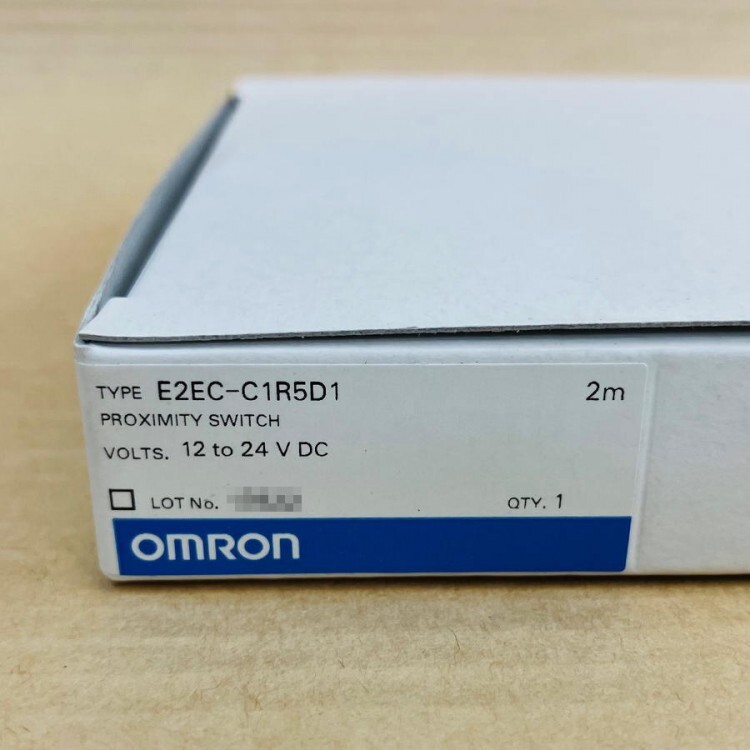 TYPE E2EC-C1R5D1 2m
PROXIMITY SWITCH
VOLTS. 12 to 24 V DC
LOT No. QTY. 1
OMRON